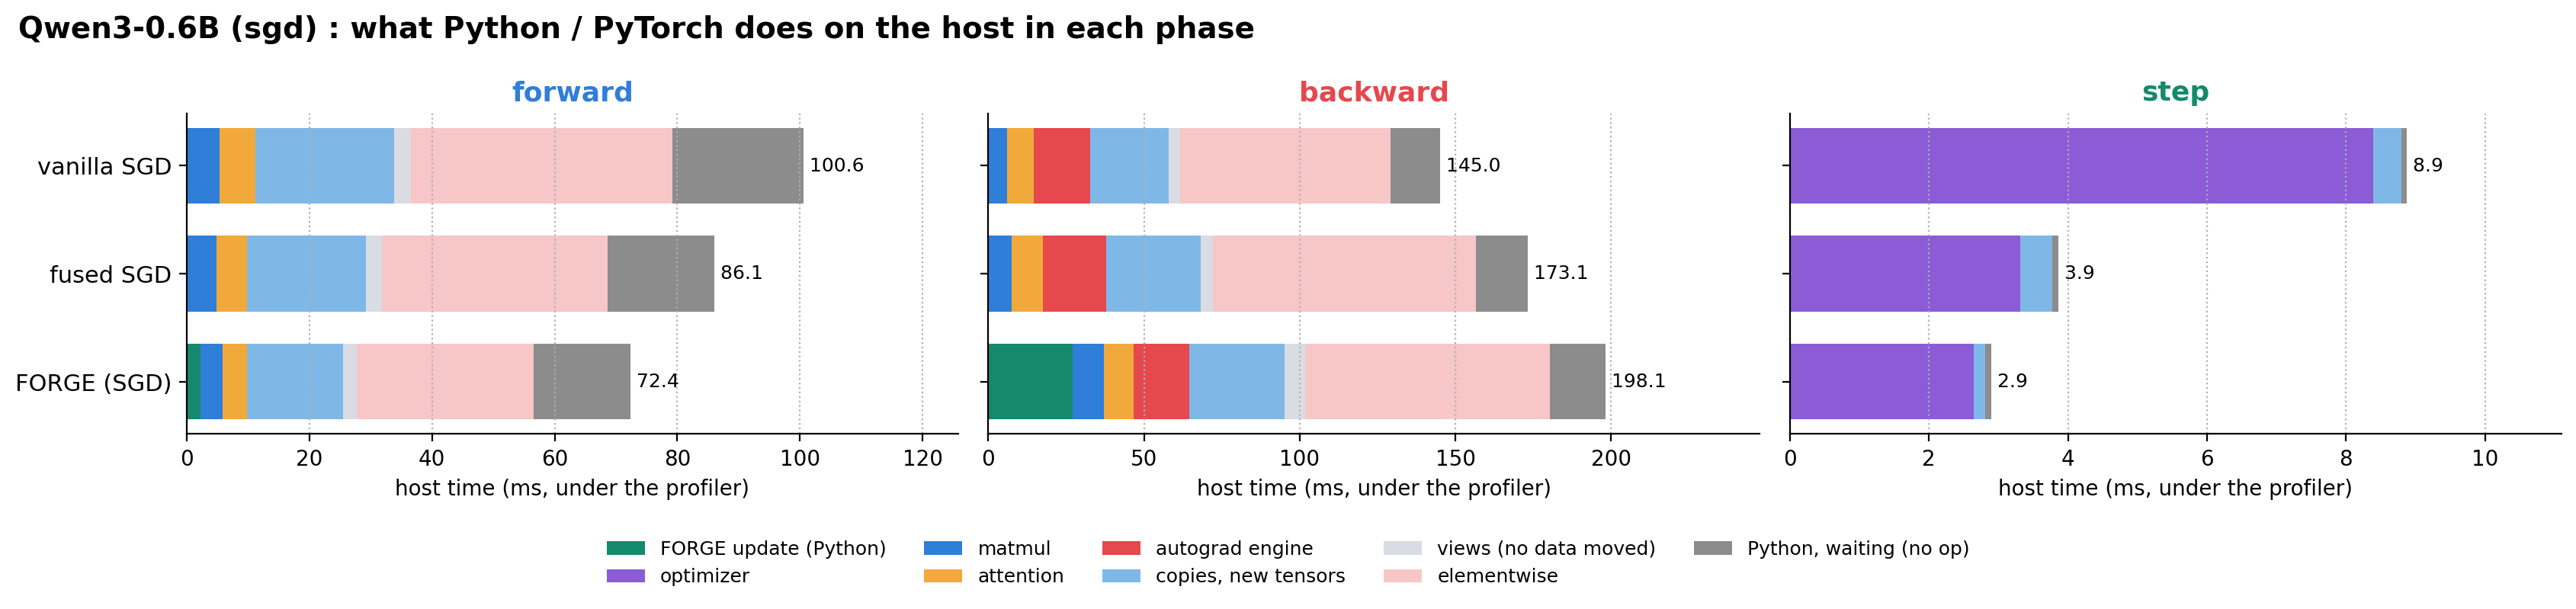 Qwen3-0.6B (sgd) : what Python / PyTorch does on the host in each phase
forward
backward
step
vanilla SGD
fused SGD
FORGE (SGD)
100.6
86.1
72.4
145.0
173.1
198.1
8.9
3.9
2.9
0 20 40 60 80 100 120
0 50 100 150 200
0 2 4 6 8 10
host time (ms, under the profiler)
host time (ms, under the profiler)
host time (ms, under the profiler)
FORGE update (Python)
optimizer
matmul
attention
autograd engine
copies, new tensors
views (no data moved)
elementwise
Python, waiting (no op)